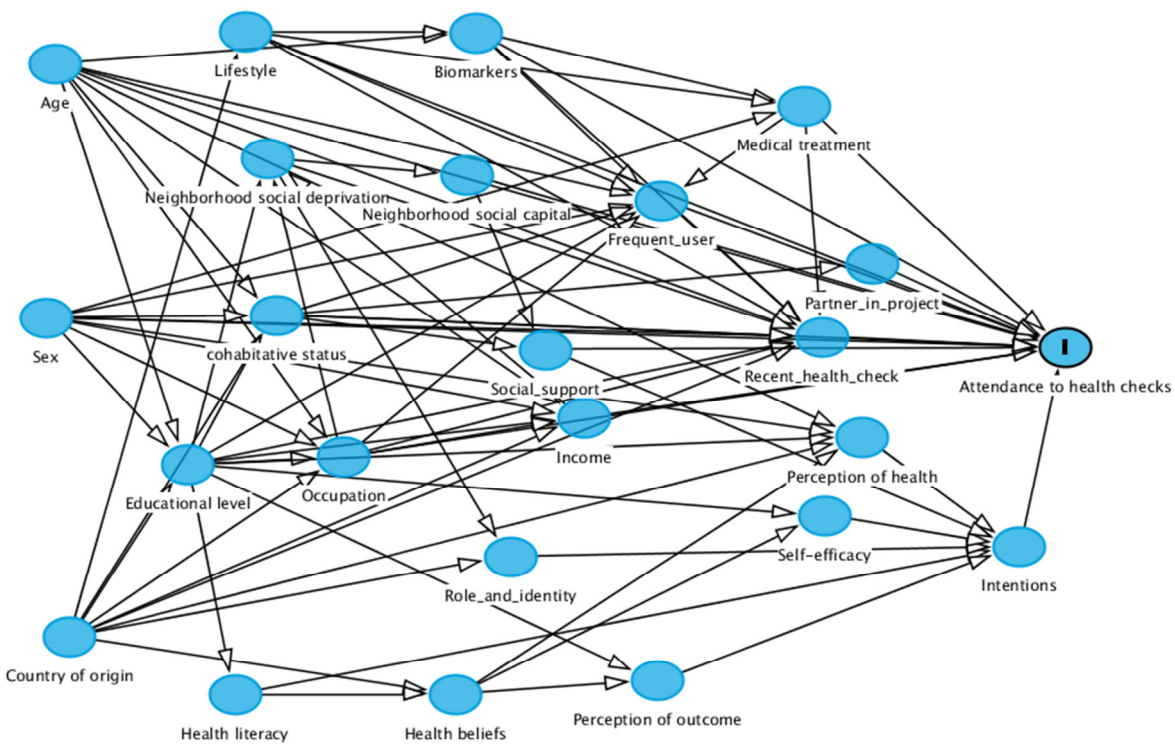 Lifestyle
Biomarkers
Age
Medical treatment
Neighborhood social deprivation
Neighborhood social capital
Frequent_user
Partner_in_project
Sex
cohabitative status
Social_support
Recent_health_check
I
Attendance to health checks
Income
Perception of health
Educational level
Occupation
Self-efficacy
Role_and_identity
Intentions
Country of origin
Health literacy
Health beliefs
Perception of outcome